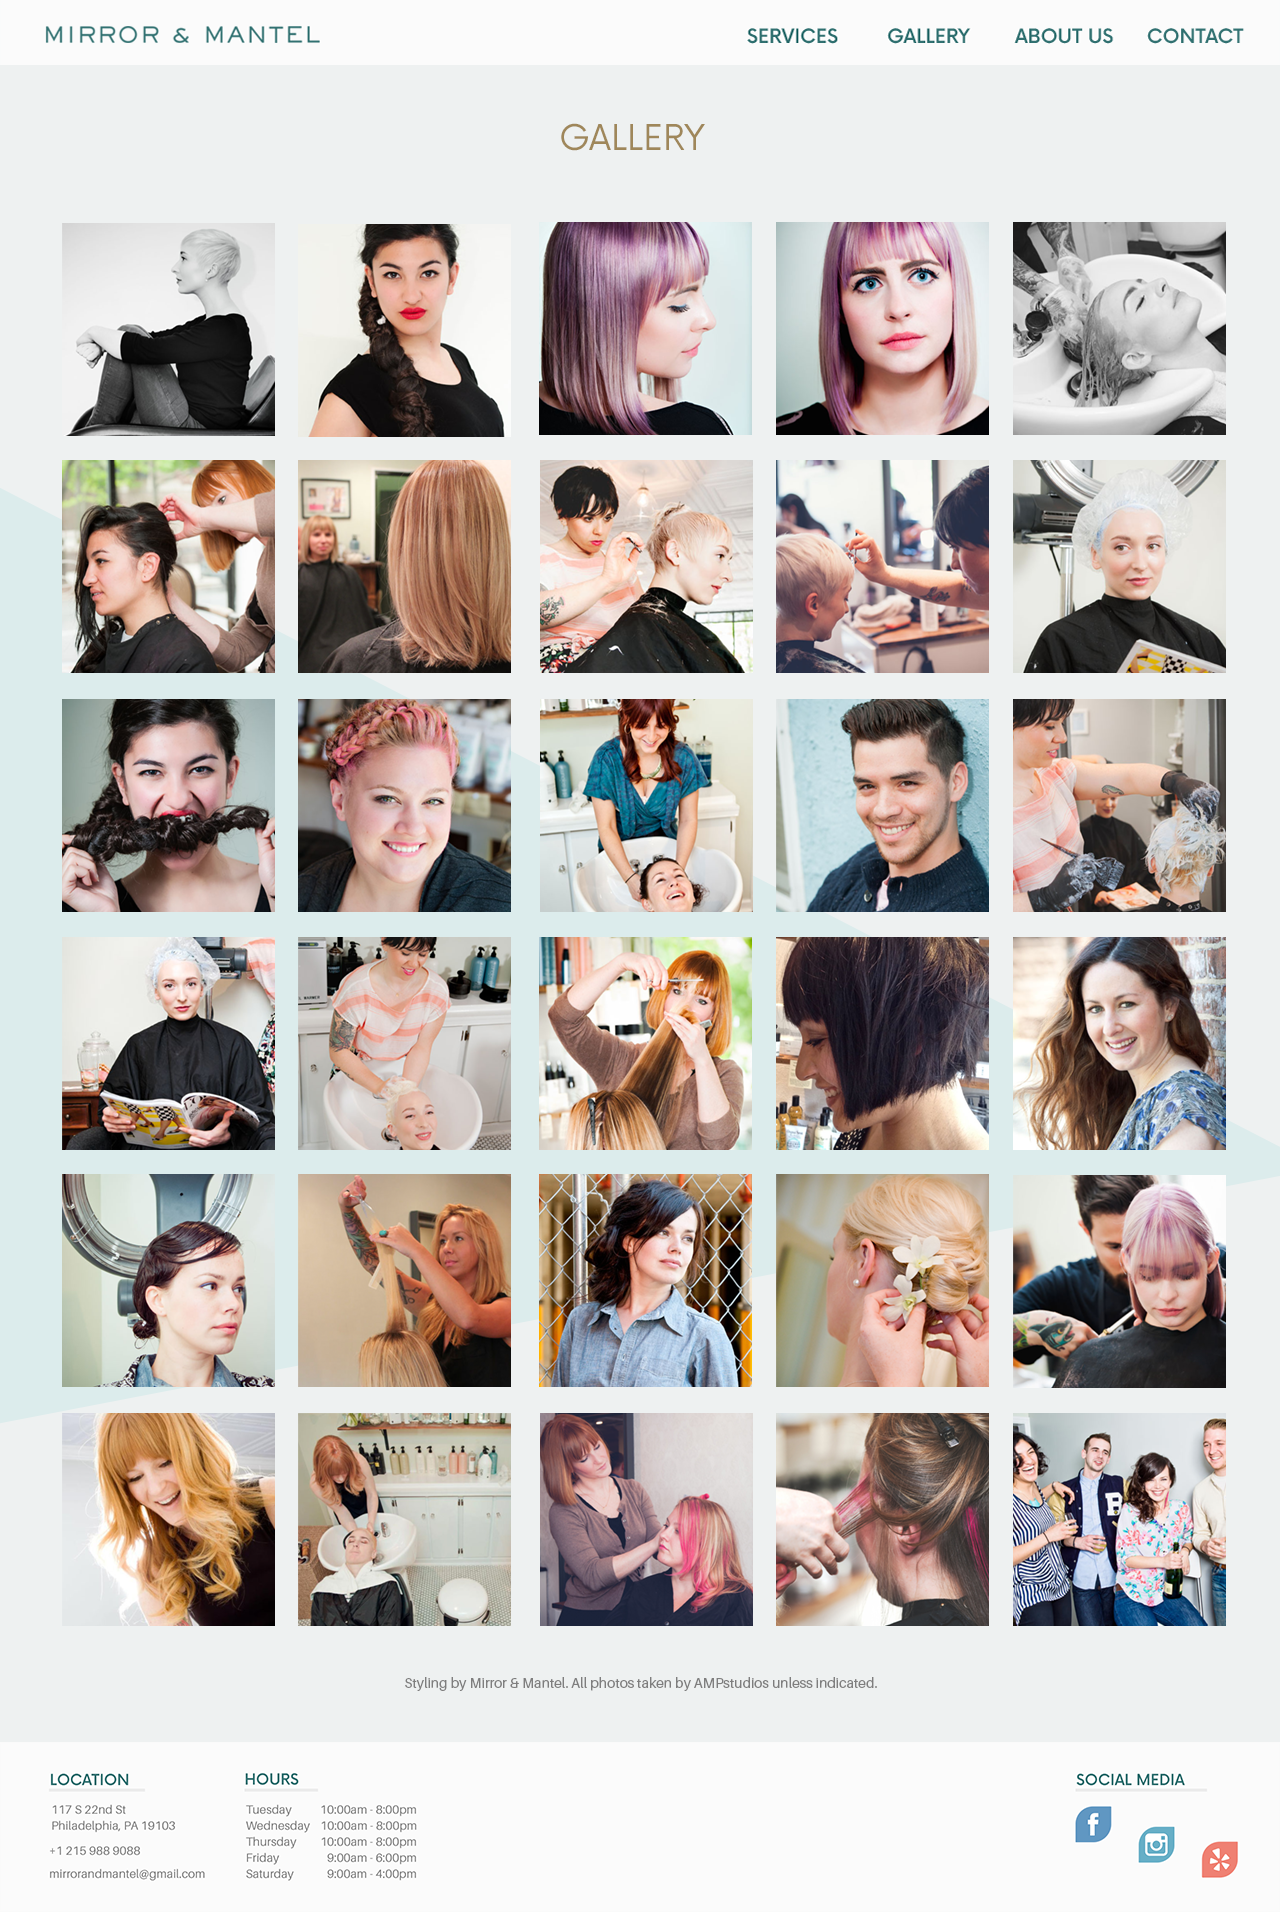 MIRROR & MANTEL
SERVICES GALLERY ABOUT US CONTACT
GALLERY
Styling by Mirror & Mantel. All photos taken by AMPstudios unless indicated.
LOCATION
117 S 22nd St
Philadelphia, PA 19103
+1 215 988 9088
mirrorandmantel@gmail.com
HOURS
Tuesday 10:00am - 8:00pm
Wednesday 10:00am - 8:00pm
Thursday 10:00am - 8:00pm
Friday 9:00am - 6:00pm
Saturday 9:00am - 4:00pm
SOCIAL MEDIA